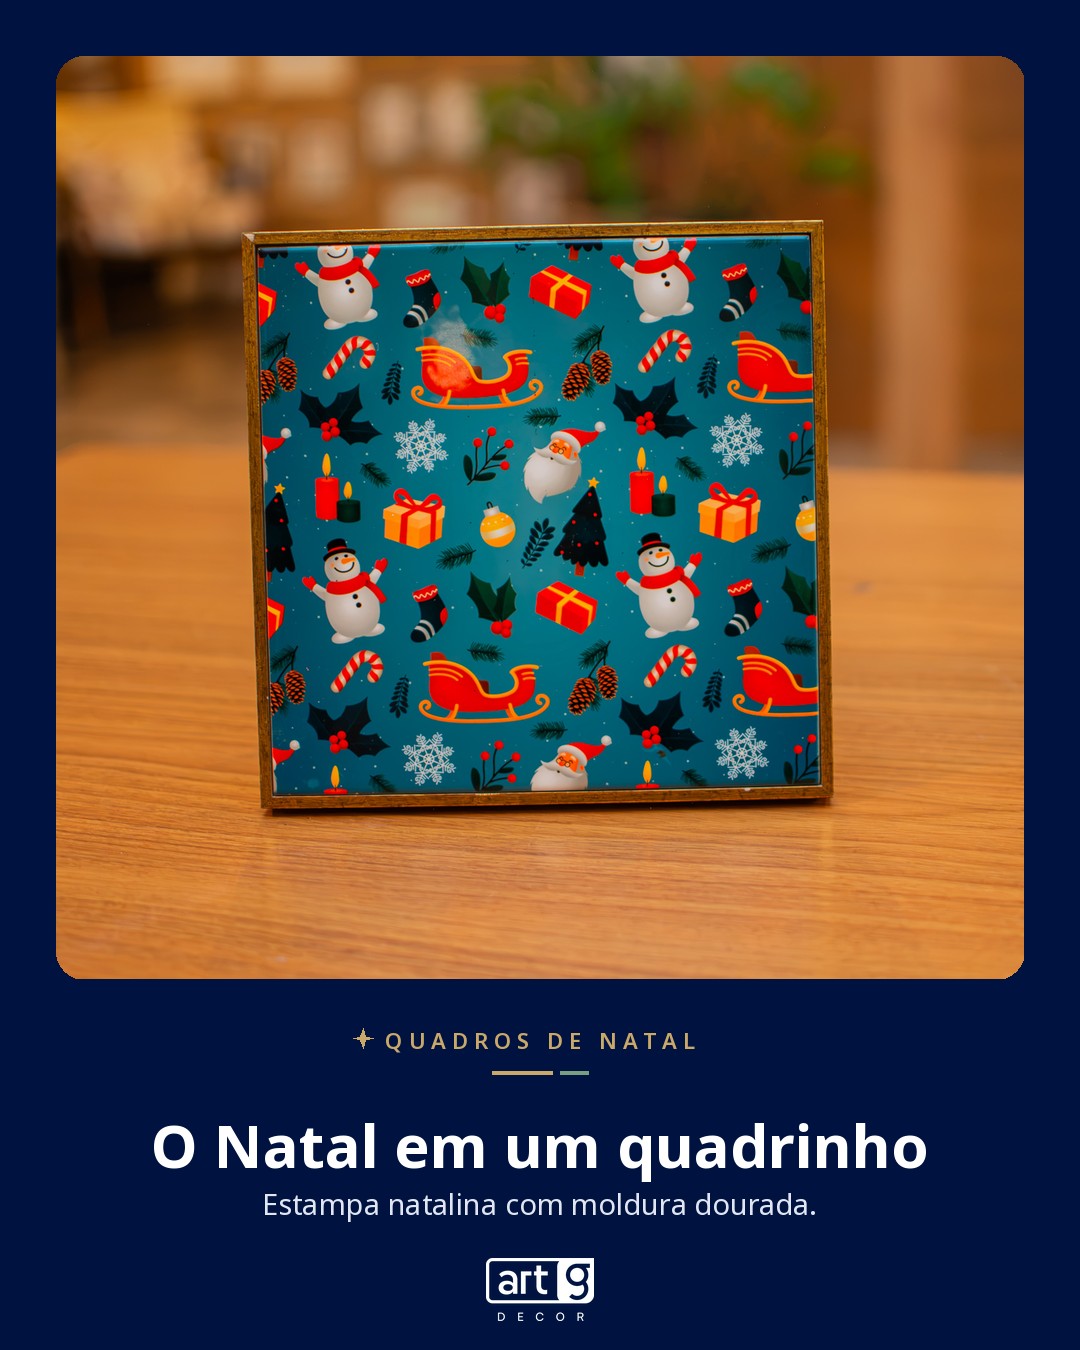 QUADROS DE NATAL
O Natal em um quadrinho
Estampa natalina com moldura dourada.
art g
DECOR